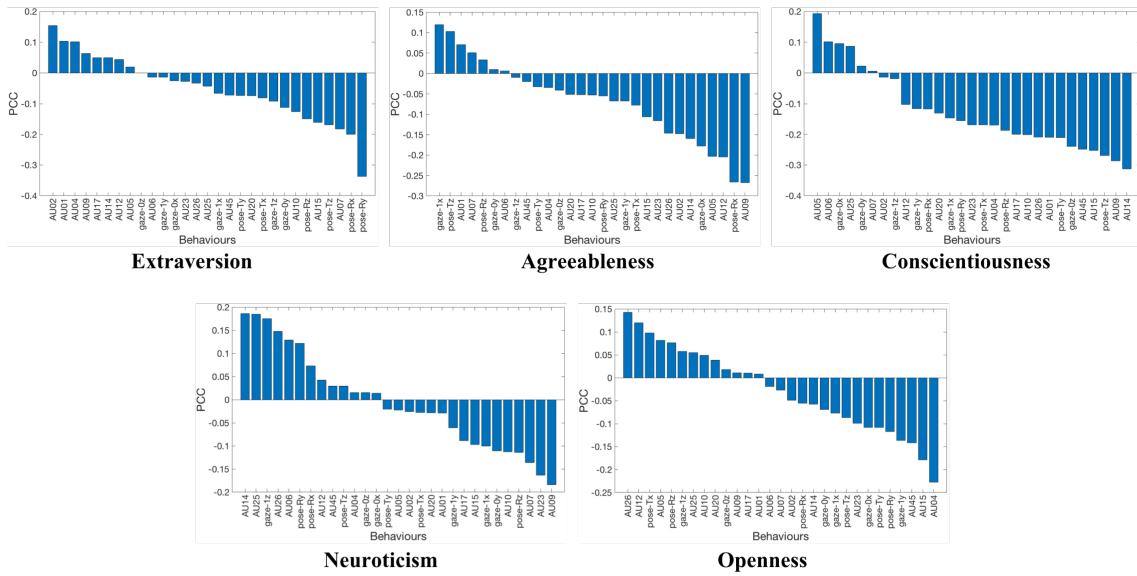 0.2
0.1
0
-0.1
-0.2
-0.3
-0.4
PCC
AU02 AU01 AU04 AU09 AU17 AU14 AU12 AU05 gaze-0z AU06 gaze-1y gaze-0x AU23 AU26 AU25 gaze-1x AU45 pose-Ty AU20 pose-Tx gaze-1z gaze-0y AU10 pose-Rz AU15 pose-Tz AU07 pose-Rx pose-Ry
Behaviours
Extraversion
0.15
0.1
0.05
0
-0.05
-0.1
-0.15
-0.2
-0.25
-0.3
PCC
gaze-1x pose-Tz AU01 AU07 pose-Rz gaze-0y AU06 gaze-1z AU45 pose-Ty AU04 gaze-0z AU20 AU17 AU10 pose-Ry AU25 gaze-1y pose-Tx AU15 AU23 AU26 AU02 AU14 gaze-0x AU05 AU12 pose-Rx AU09
Behaviours
Agreeableness
0.2
0.1
0
-0.1
-0.2
-0.3
-0.4
PCC
AU05 AU06 gaze-0x AU25 gaze-0y AU07 AU02 gaze-1z AU12 gaze-1y pose-Rx AU20 gaze-1x pose-Ry AU23 pose-Tx AU04 pose-Rz AU17 AU10 AU26 AU01 pose-Ty gaze-0z AU45 AU15 pose-Tz AU09 AU14
Behaviours
Conscientiousness
0.2
0.15
0.1
0.05
0
-0.05
-0.1
-0.15
-0.2
PCC
AU14 AU25 gaze-1z AU26 AU06 pose-Ry pose-Rx AU12 AU45 pose-Tz AU04 gaze-0z gaze-0x pose-Ty AU05 AU02 pose-Tx AU20 AU01 gaze-1y AU17 AU15 gaze-1x gaze-0y AU10 pose-Rz AU07 AU23 AU09
Behaviours
Neuroticism
0.15
0.1
0.05
0
-0.05
-0.1
-0.15
-0.2
-0.25
PCC
AU26 AU12 pose-Tx AU05 pose-Rz gaze-1z AU25 AU10 AU20 gaze-0z AU09 AU17 AU01 AU06 AU07 AU02 pose-Rx AU14 gaze-0y gaze-1x pose-Tz AU23 gaze-0x pose-Ty pose-Ry gaze-1y AU45 AU15 AU04
Behaviours
Openness